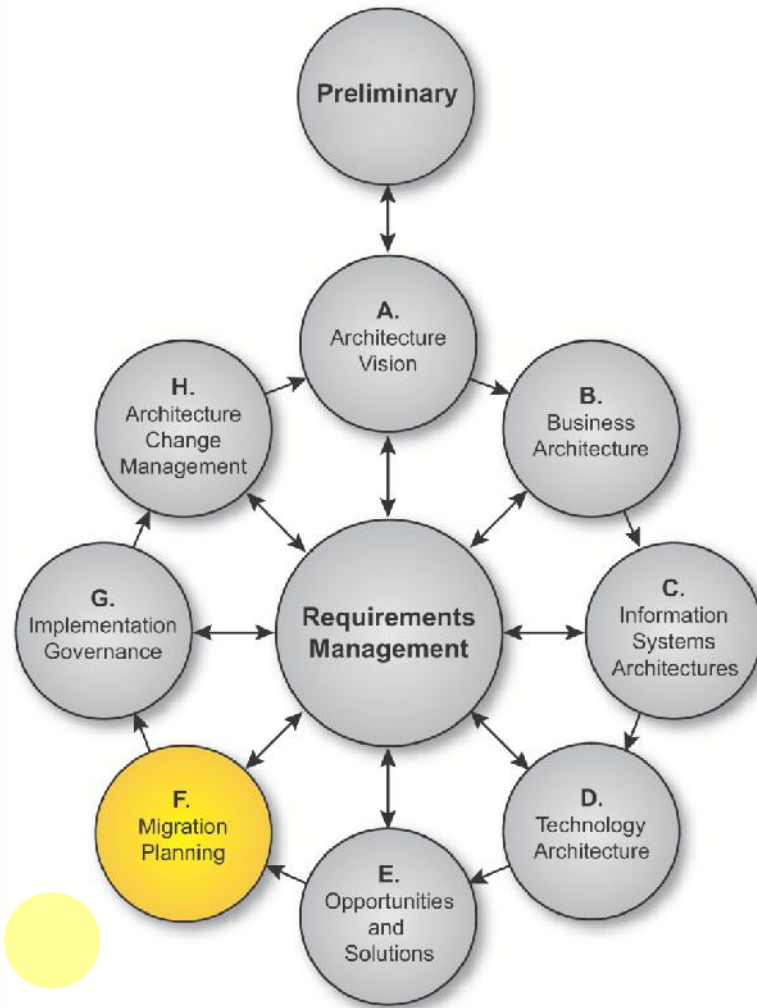 Preliminary
A.
Architecture
Vision
B.
Business
Architecture
C.
Information
Systems
Architectures
D.
Technology
Architecture
E.
Opportunities
and
Solutions
F.
Migration
Planning
G.
Implementation
Governance
H.
Architecture
Change
Management
Requirements
Management